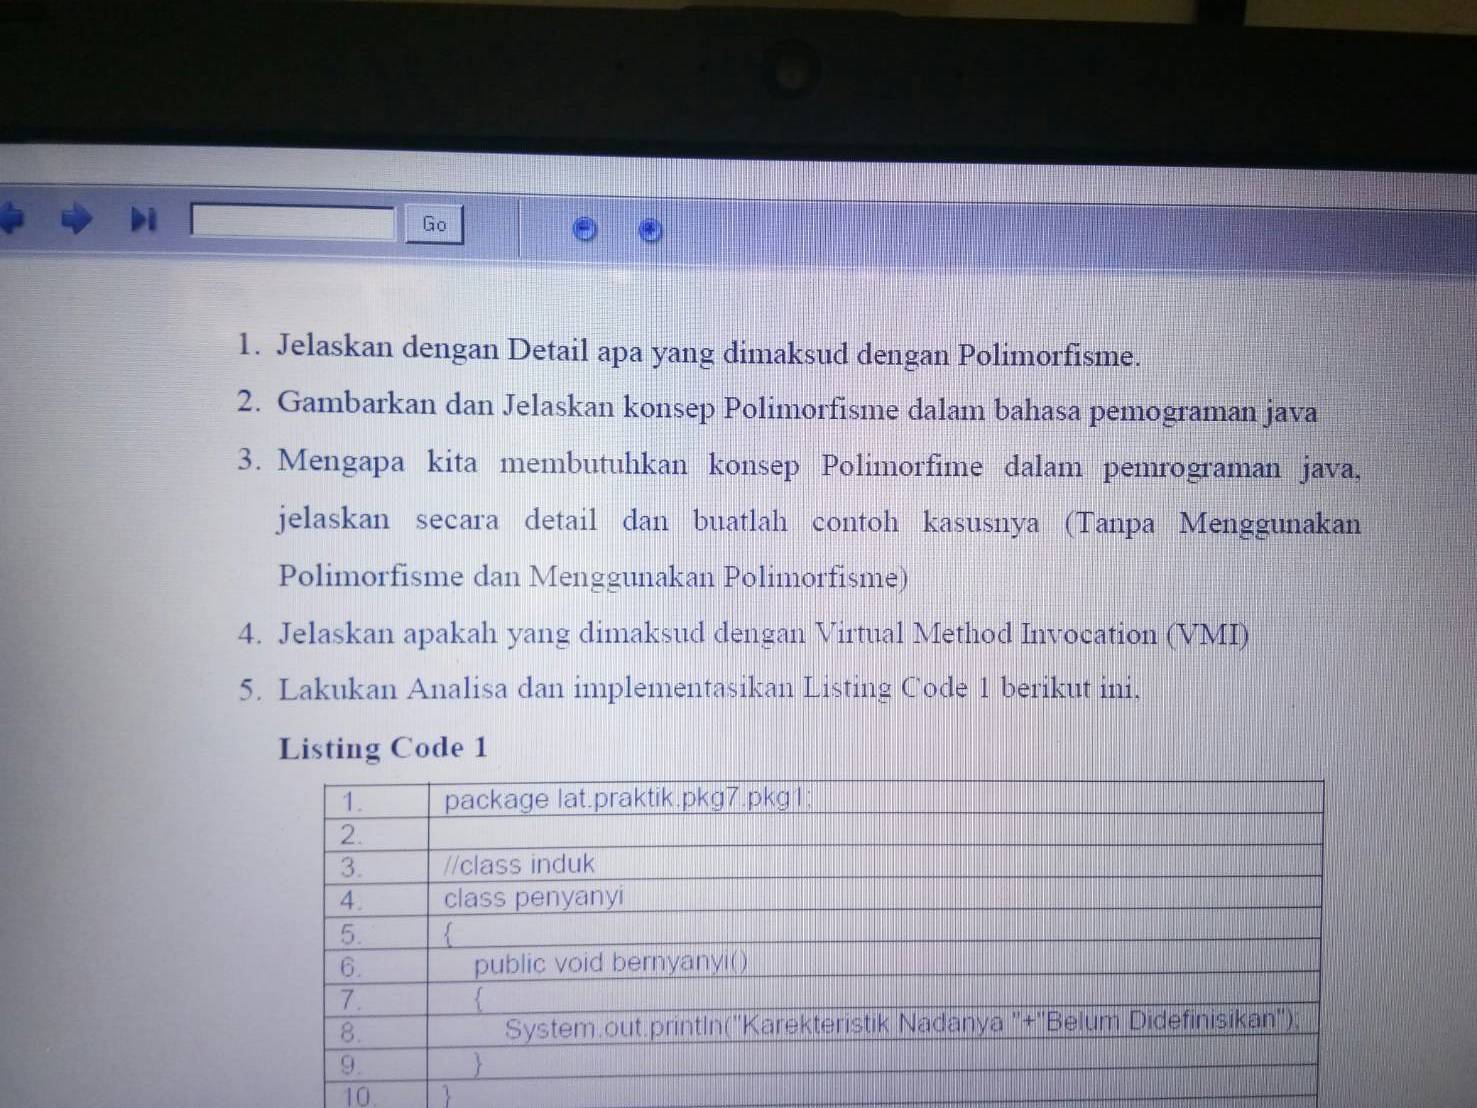 Go
1. Jelaskan dengan Detail apa yang dimaksud dengan Polimorfisme.
2. Gambarkan dan Jelaskan konsep Polimorfisme dalam bahasa pemograman java
3. Mengapa kita membutuhkan konsep Polimorfime dalam pemrograman java,
jelaskan secara detail dan buatlah contoh kasusnya (Tanpa Menggunakan
Polimorfisme dan Menggunakan Polimorfisme)
4. Jelaskan apakah yang dimaksud dengan Virtual Method Invocation (VMI)
5. Lakukan Analisa dan implementasikan Listing Code 1 berikut ini.
Listing Code 1
1. package lat.praktik.pkg7.pkg1;
2.
3. //class induk
4. class penyanyi
5. {
6. public void bernyanyi()
7. {
8. System.out.println("Karekteristik Nadanya "+"Belum Didefinisikan");
9. }
10. }